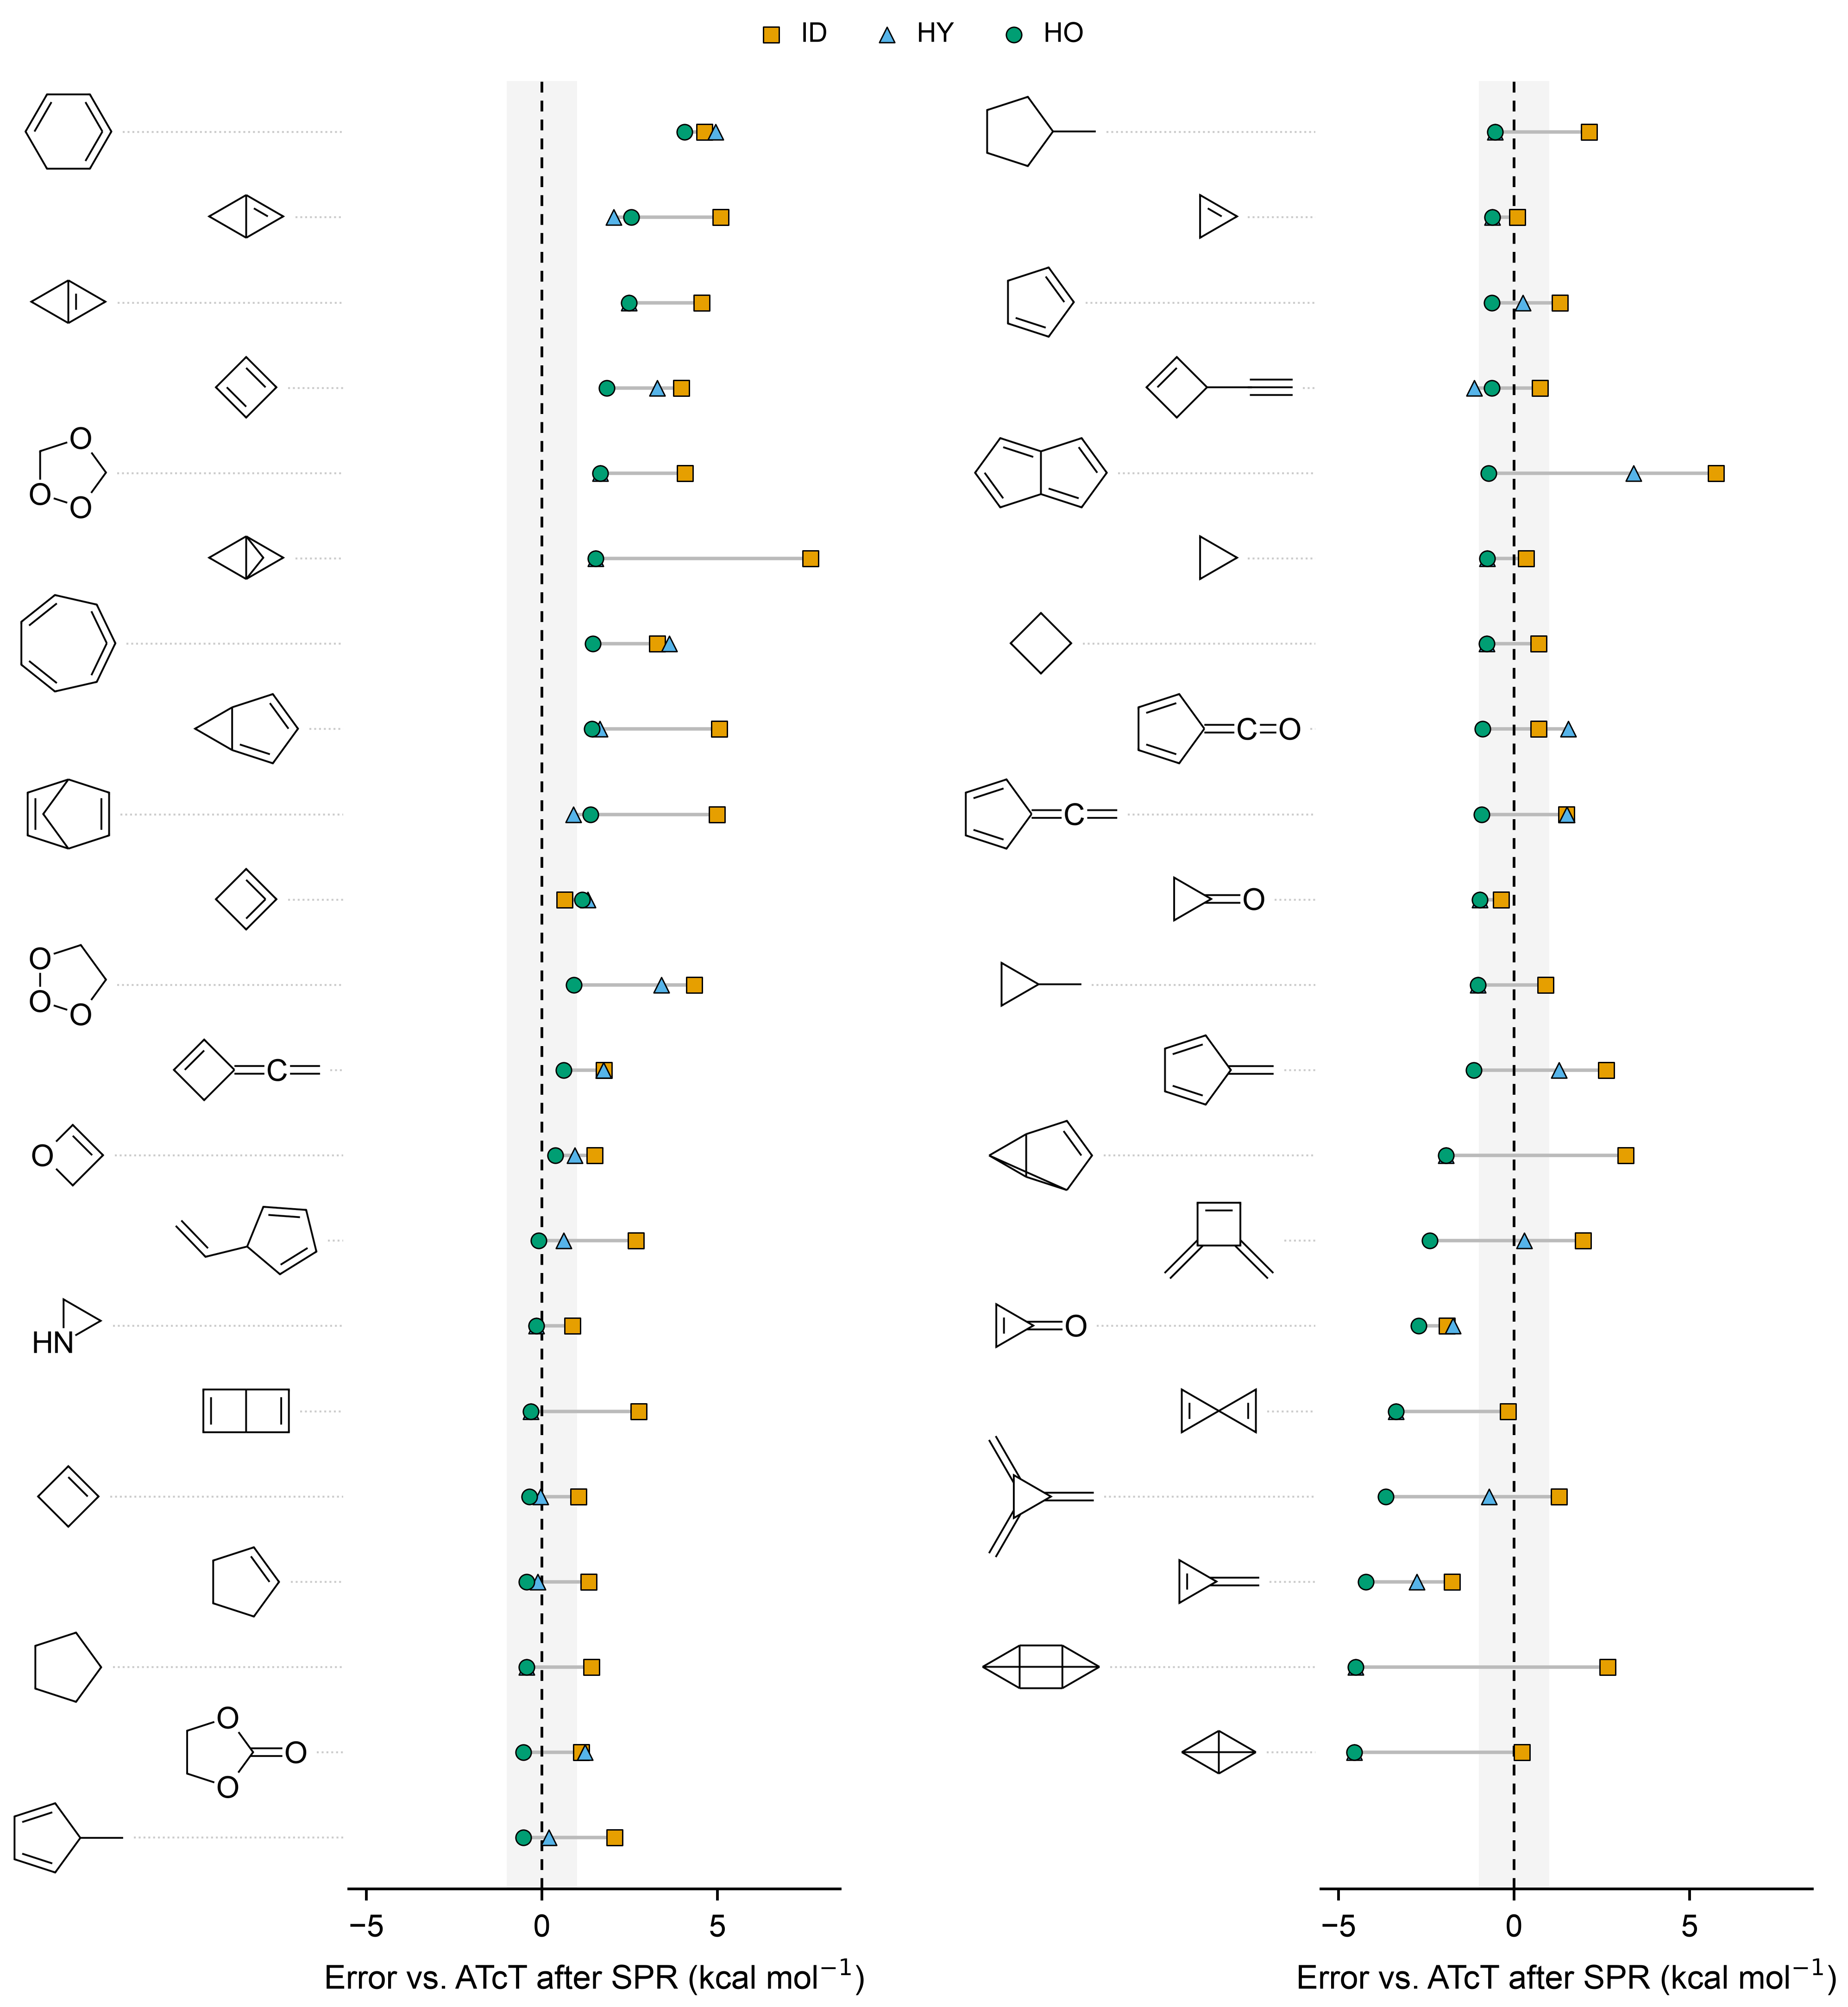 ID HY HO
O
O
O
C O
C
O
O
O
O
C
O
HN
O
O
O
O
−5 0 5
−5 0 5
Error vs. ATcT after SPR (kcal mol⁻¹)
Error vs. ATcT after SPR (kcal mol⁻¹)